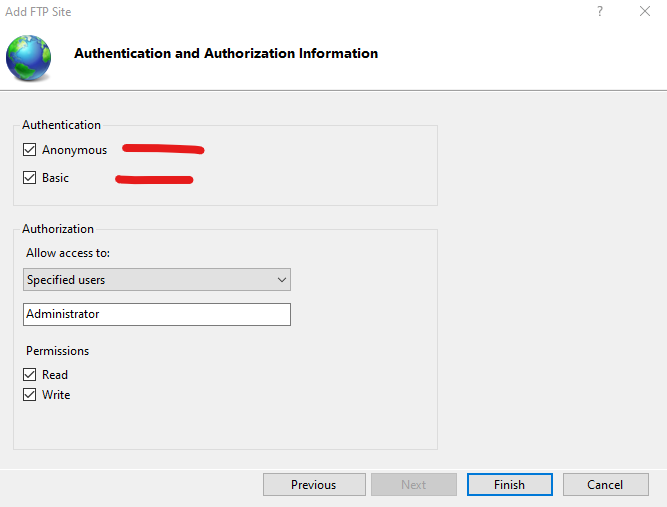 Add FTP Site
?
Authentication and Authorization Information
Authentication
Anonymous
Basic
Authorization
Allow access to:
Specified users
Administrator
Permissions
Read
Write
Previous Next Finish Cancel